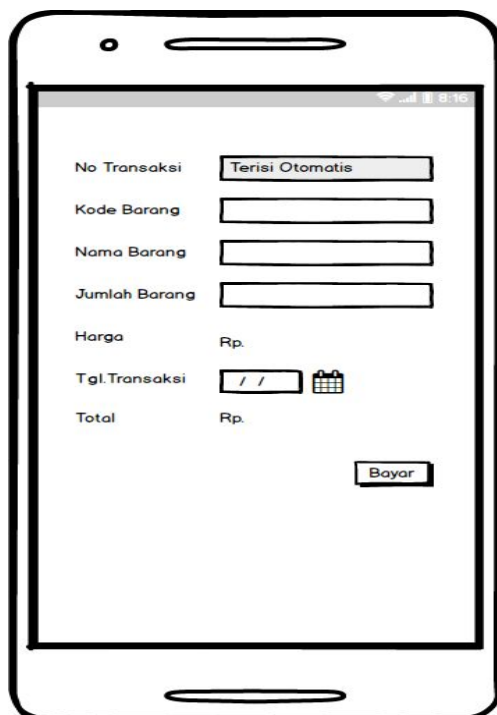 8:16
No Transaksi Terisi Otomatis
Kode Barang
Nama Barang
Jumlah Barang
Harga Rp.
Tgl.Transaksi / /
Total Rp.
Bayar